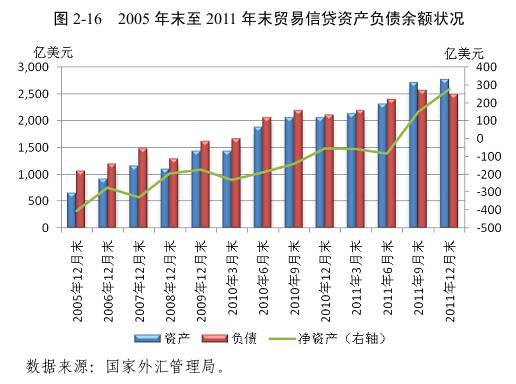 图 2-16 2005 年末至 2011 年末贸易信贷资产负债余额状况
亿美元 亿美元
3,000 400
2,500 300
2,000 200
1,500 100
1,000 0
500 -100
0 -200
-300
-400
-500
2005年12月末
2006年12月末
2007年12月末
2008年12月末
2009年12月末
2010年3月末
2010年6月末
2010年9月末
2010年12月末
2011年3月末
2011年6月末
2011年9月末
2011年12月末
资产 负债 净资产（右轴）
数据来源：国家外汇管理局。